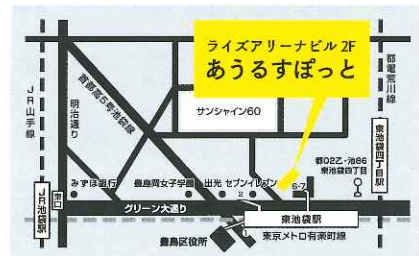 ライズアリーナビル 2F
あうるすぽっと
都電荒川線
JR山手線
明治通り
首都高5号池袋線
サンシャイン60
都02乙・池86
東池袋四丁目
東池袋四丁目駅
みずほ銀行
豊島岡女子学園
出光
セブンイレブン
6・7
2
JR池袋駅
東口
グリーン大通り
東池袋駅
1
豊島区役所
東京メトロ有楽町線